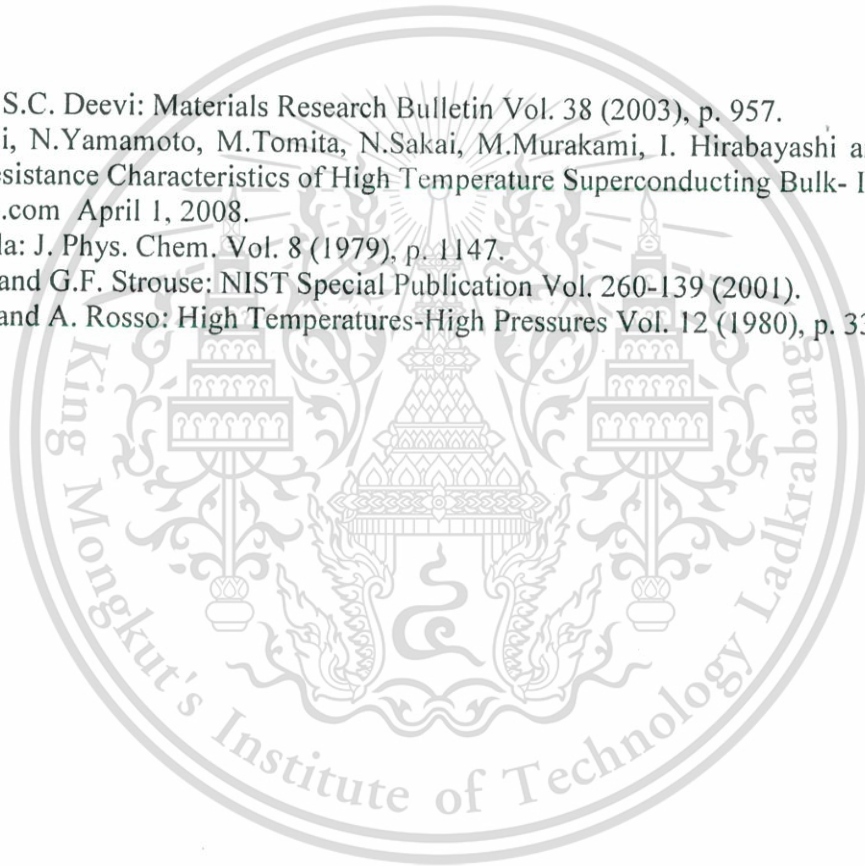 S.C. Deevi: Materials Research Bulletin Vol. 38 (2003), p. 957.
i, N.Yamamoto, M.Tomita, N.Sakai, M.Murakami, I. Hirabayashi a
esistance Characteristics of High Temperature Superconducting Bulk- I
.com April 1, 2008.
la: J. Phys. Chem. Vol. 8 (1979), p. 1147.
and G.F. Strouse: NIST Special Publication Vol. 260-139 (2001).
and A. Rosso: High Temperatures-High Pressures Vol. 12 (1980), p. 33
King Mongkut's Institute of Technology Ladkrabang